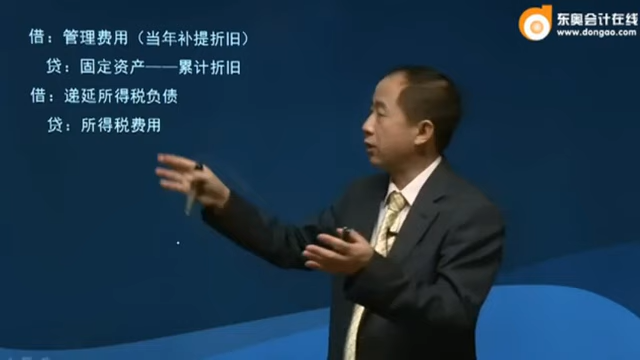 东奥会计在线
www.dongao.com
借：管理费用（当年补提折旧）
贷：固定资产——累计折旧
借：递延所得税负债
贷：所得税费用